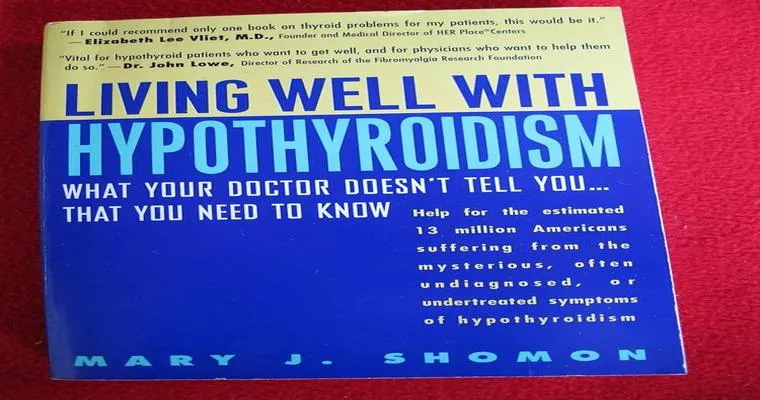 "If I could recommend only one book on thyroid problems for my patients, this would be it."
—Elizabeth Lee Vliet, M.D., Founder and Medical Director of HER Place Centers
"Vital for hypothyroid patients who want to get well, and for physicians who want to help them
do so."—Dr. John Lowe, Director of Research of the Fibromyalgia Research Foundation
LIVING WELL WITH
HYPOTHYROIDISM
WHAT YOUR DOCTOR DOESN'T TELL YOU...
THAT YOU NEED TO KNOW
Help for the estimated
13 million Americans
suffering from the
mysterious, often
undiagnosed, or
undertreated symptoms
of hypothyroidism
MARY J. SHOMON